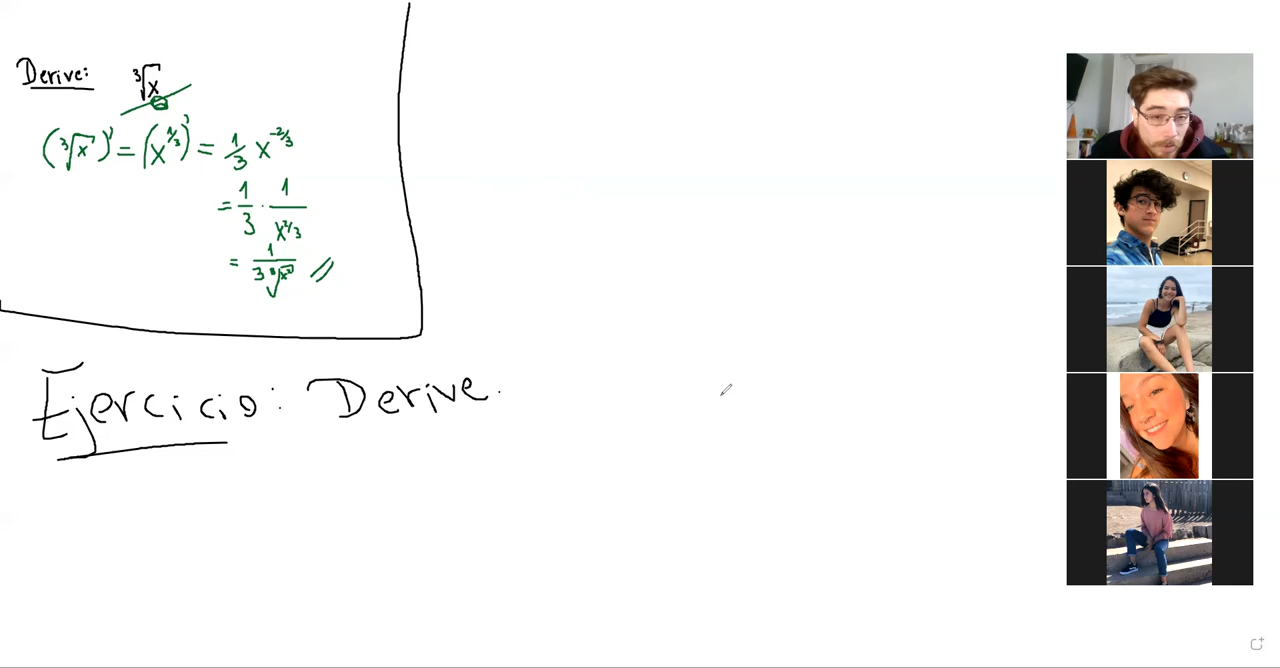 Derive: ∛x
(∛x)' = (x^{1/3})' = 1/3 x^{-2/3}
= 1/3 · 1/x^{2/3}
= 1/(3∛x²) //
Ejercicio: Derive.